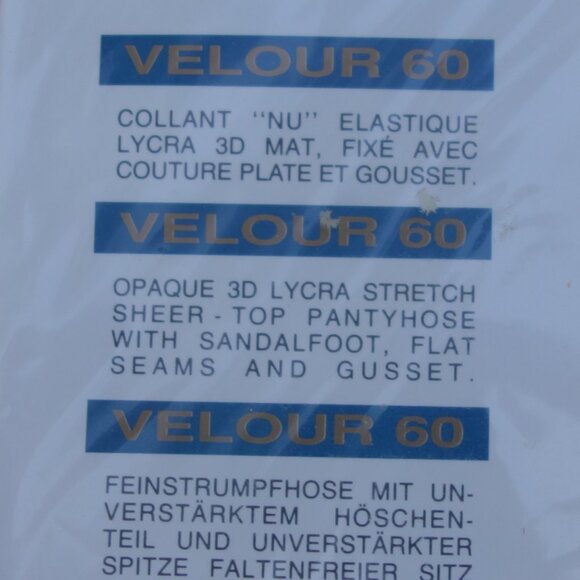 VELOUR 60
COLLANT "NU" ELASTIQUE
LYCRA 3D MAT, FIXÉ AVEC
COUTURE PLATE ET GOUSSET.
VELOUR 60
OPAQUE 3D LYCRA STRETCH
SHEER - TOP PANTYHOSE
WITH SANDALFOOT, FLAT
SEAMS AND GUSSET.
VELOUR 60
FEINSTRUMPFHOSE MIT UN-
VERSTÄRKTEM HÖSCHEN-
TEIL UND UNVERSTÄRKTER
SPITZE FALTENFREIER SITZ